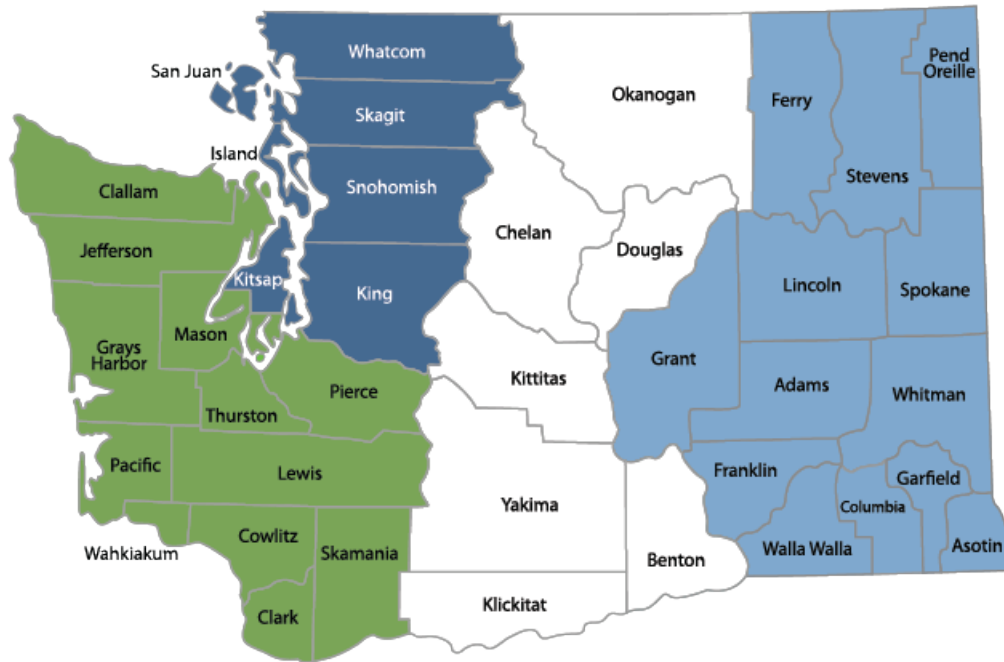 Whatcom
San Juan
Pend
Oreille
Okanogan
Ferry
Skagit
Island
Stevens
Snohomish
Clallam
Chelan
Douglas
Jefferson
Kitsap
Lincoln
Spokane
King
Mason
Grays
Harbor
Grant
Kittitas
Adams
Pierce
Whitman
Thurston
Pacific
Lewis
Franklin
Garfield
Yakima
Columbia
Cowlitz
Wahkiakum
Skamania
Walla Walla
Asotin
Benton
Klickitat
Clark